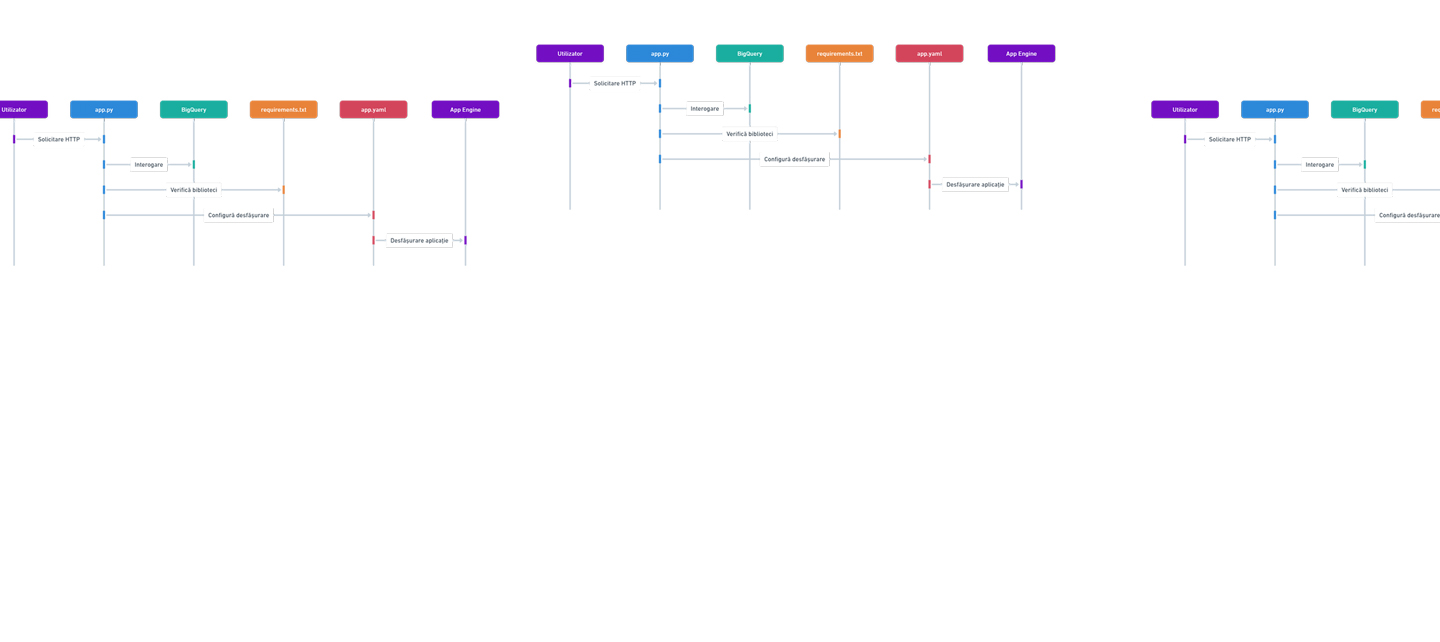 Utilizator app.py BigQuery requirements.txt app.yaml App Engine
Solicitare HTTP
Interogare
Verifică biblioteci
Configură desfășurare
Desfășurare aplicație
Utilizator app.py BigQuery requirements.txt app.yaml App Engine
Solicitare HTTP
Interogare
Verifică biblioteci
Configură desfășurare
Desfășurare aplicație
Utilizator app.py BigQuery
Solicitare HTTP
Interogare
Verifică biblioteci
Configură desfășurare